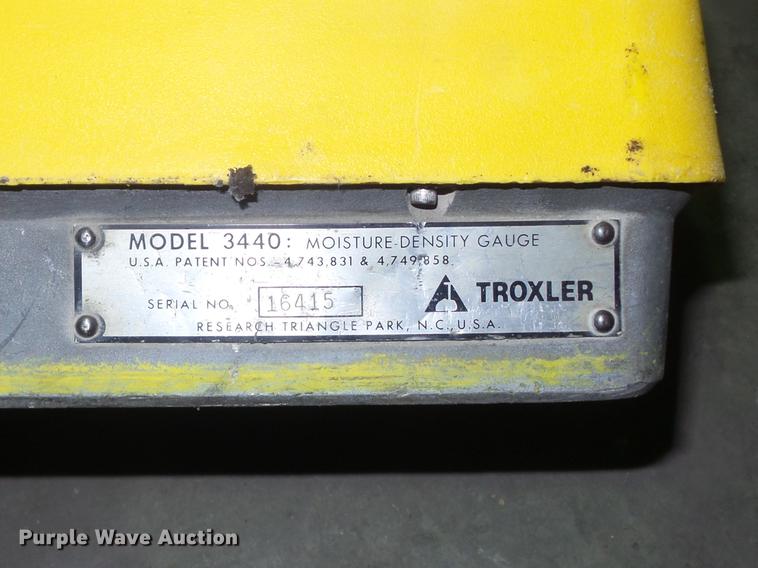 MODEL 3440: MOISTURE-DENSITY GAUGE
U.S.A. PATENT NOS. 4,743,831 & 4,749,858
SERIAL NO. 16415
TROXLER
RESEARCH TRIANGLE PARK, N.C., U.S.A.
Purple Wave Auction